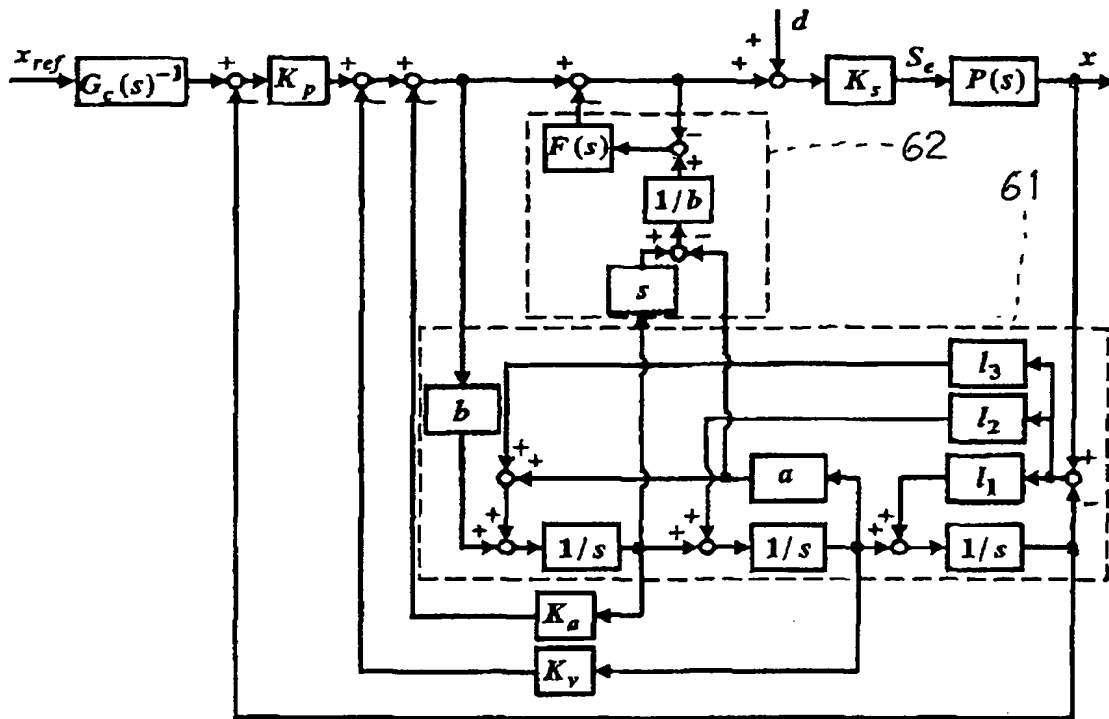 d
x_ref G_c(s)^{-1} + − K_p + − + − + − + + K_s S_e P(s) x
F(s) − + 62
1/b
61
+ −
s
l_3
b l_2
+ +
a l_1 +
−
+ + 1/s + + 1/s + + 1/s
K_a
K_v